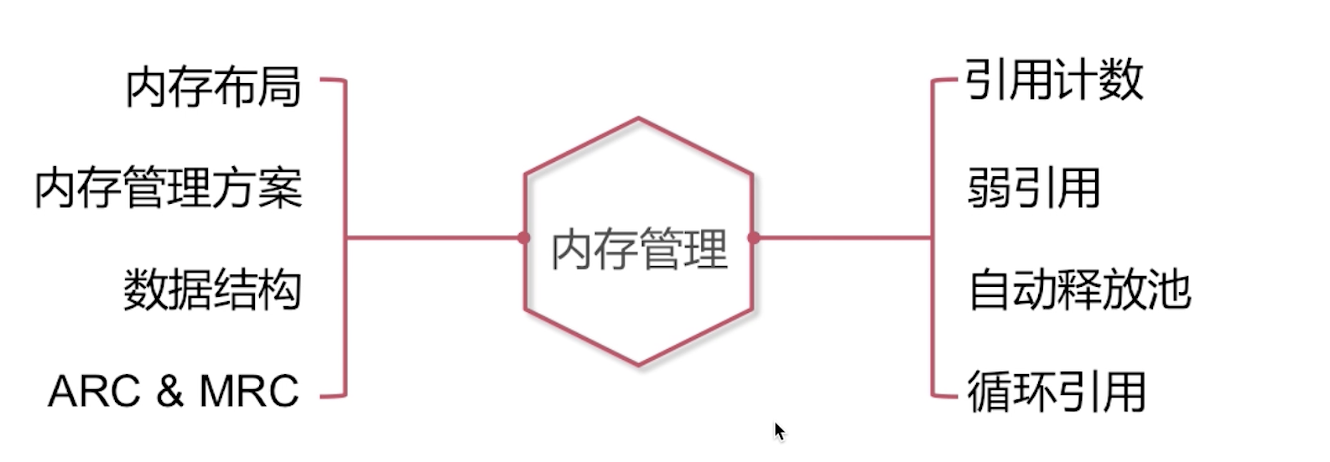 内存布局
内存管理方案
数据结构
ARC & MRC
内存管理
引用计数
弱引用
自动释放池
循环引用